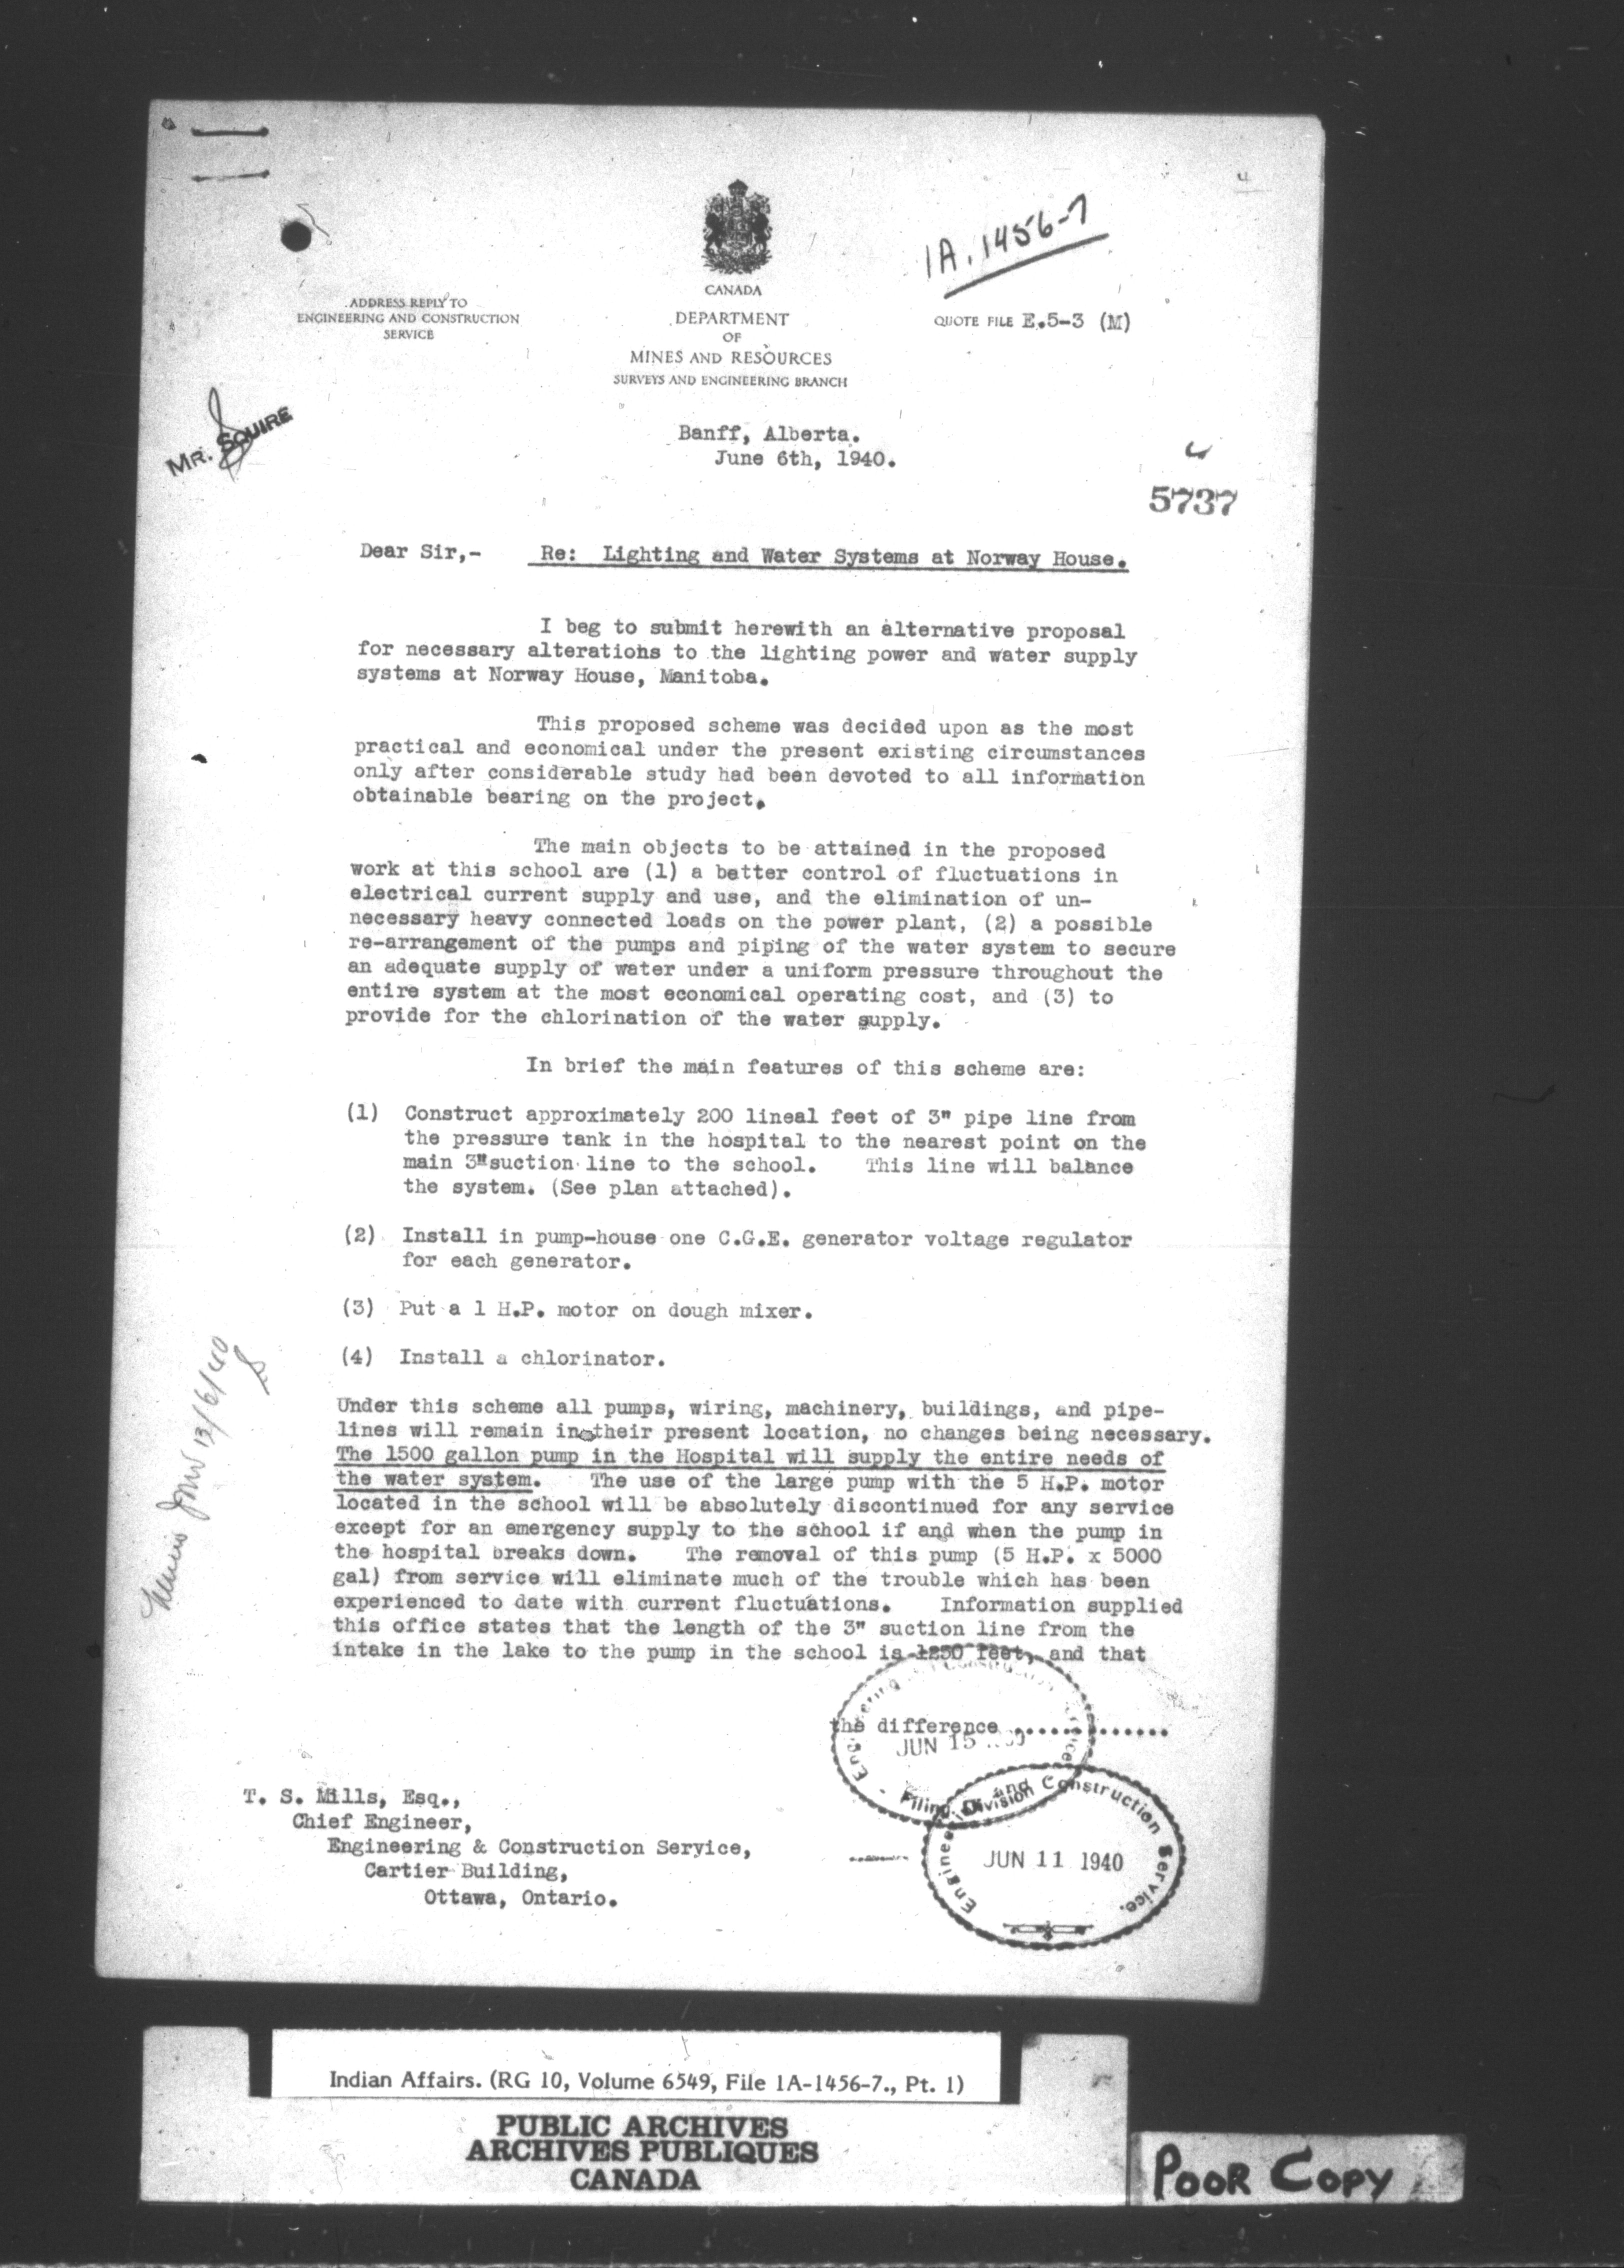 4
1A.1456-7
CANADA
ADDRESS REPLY TO
ENGINEERING AND CONSTRUCTION
SERVICE
DEPARTMENT
OF
MINES AND RESOURCES
SURVEYS AND ENGINEERING BRANCH
QUOTE FILE E.5-3 (M)
MR. SQUIRE
Banff, Alberta.
June 6th, 1940.
5737
Dear Sir,- Re: Lighting and Water Systems at Norway House.
I beg to submit herewith an alternative proposal
for necessary alterations to the lighting power and water supply
systems at Norway House, Manitoba.
This proposed scheme was decided upon as the most
practical and economical under the present existing circumstances
only after considerable study had been devoted to all information
obtainable bearing on the project.
The main objects to be attained in the proposed
work at this school are (1) a better control of fluctuations in
electrical current supply and use, and the elimination of un-
necessary heavy connected loads on the power plant, (2) a possible
re-arrangement of the pumps and piping of the water system to secure
an adequate supply of water under a uniform pressure throughout the
entire system at the most economical operating cost, and (3) to
provide for the chlorination of the water supply.
In brief the main features of this scheme are:
(1) Construct approximately 200 lineal feet of 3" pipe line from
the pressure tank in the hospital to the nearest point on the
main 3" suction line to the school. This line will balance
the system. (See plan attached).
(2) Install in pump-house one C.G.E. generator voltage regulator
for each generator.
(3) Put a 1 H.P. motor on dough mixer.
(4) Install a chlorinator.
Under this scheme all pumps, wiring, machinery, buildings, and pipe-
lines will remain in their present location, no changes being necessary.
The 1500 gallon pump in the Hospital will supply the entire needs of
the water system. The use of the large pump with the 5 H.P. motor
located in the school will be absolutely discontinued for any service
except for an emergency supply to the school if and when the pump in
the hospital breaks down. The removal of this pump (5 H.P. x 5000
gal) from service will eliminate much of the trouble which has been
experienced to date with current fluctuations. Information supplied
this office states that the length of the 3" suction line from the
intake in the lake to the pump in the school is 1250 feet, and that
13/6/40
the difference .............
JUN 15
Filing Division
T. S. Mills, Esq.,
Chief Engineer,
Engineering & Construction Service,
Cartier Building,
Ottawa, Ontario.
Engineering and Construction Service.
JUN 11 1940
Indian Affairs. (RG 10, Volume 6549, File 1A-1456-7., Pt. 1)
PUBLIC ARCHIVES
ARCHIVES PUBLIQUES
CANADA
POOR COPY